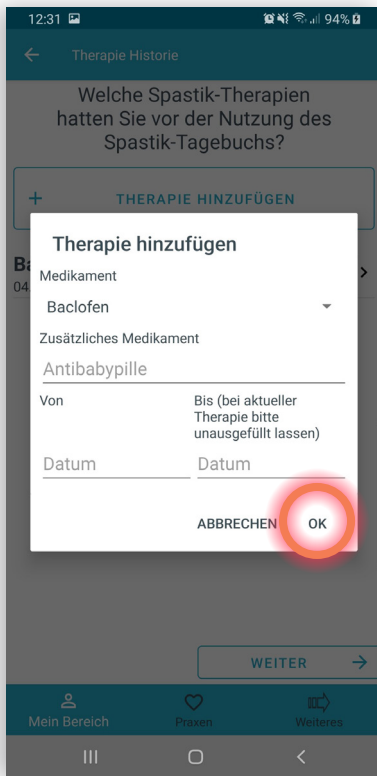 12:31 94%
Therapie Historie
Welche Spastik-Therapien
hatten Sie vor der Nutzung des
Spastik-Tagebuchs?
+ THERAPIE HINZUFÜGEN
Therapie hinzufügen
Medikament
Baclofen
Zusätzliches Medikament
Antibabypille
Von
Bis (bei aktueller
Therapie bitte
unausgefüllt lassen)
Datum
Datum
ABBRECHEN OK
Ba
04
WEITER
Mein Bereich Praxen Weiteres